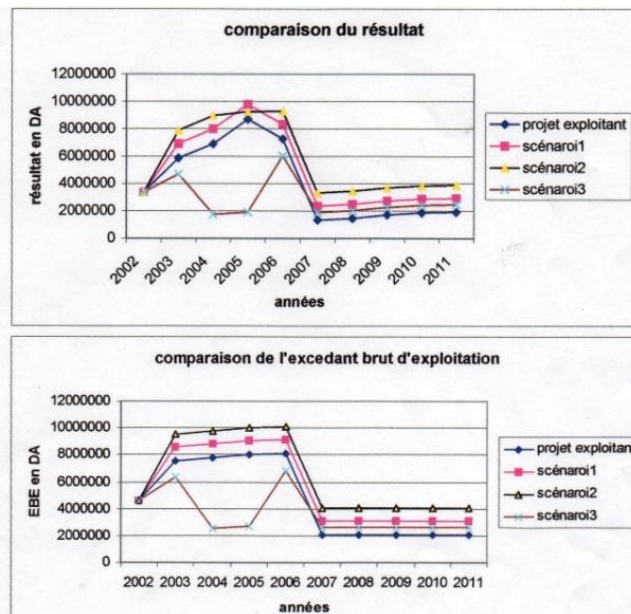 comparaison du résultat
12000000
10000000
8000000
6000000
4000000
2000000
0
résultat en DA
2002 2003 2004 2005 2006 2007 2008 2009 2010 2011
années
projet exploitant
scénaroi1
scénaroi2
scénaroi3
comparaison de l'excedant brut d'exploitation
12000000
10000000
8000000
6000000
4000000
2000000
0
EBE en DA
2002 2003 2004 2005 2006 2007 2008 2009 2010 2011
années
projet exploitan
scénaroi1
scénaroi2
scénaroi3